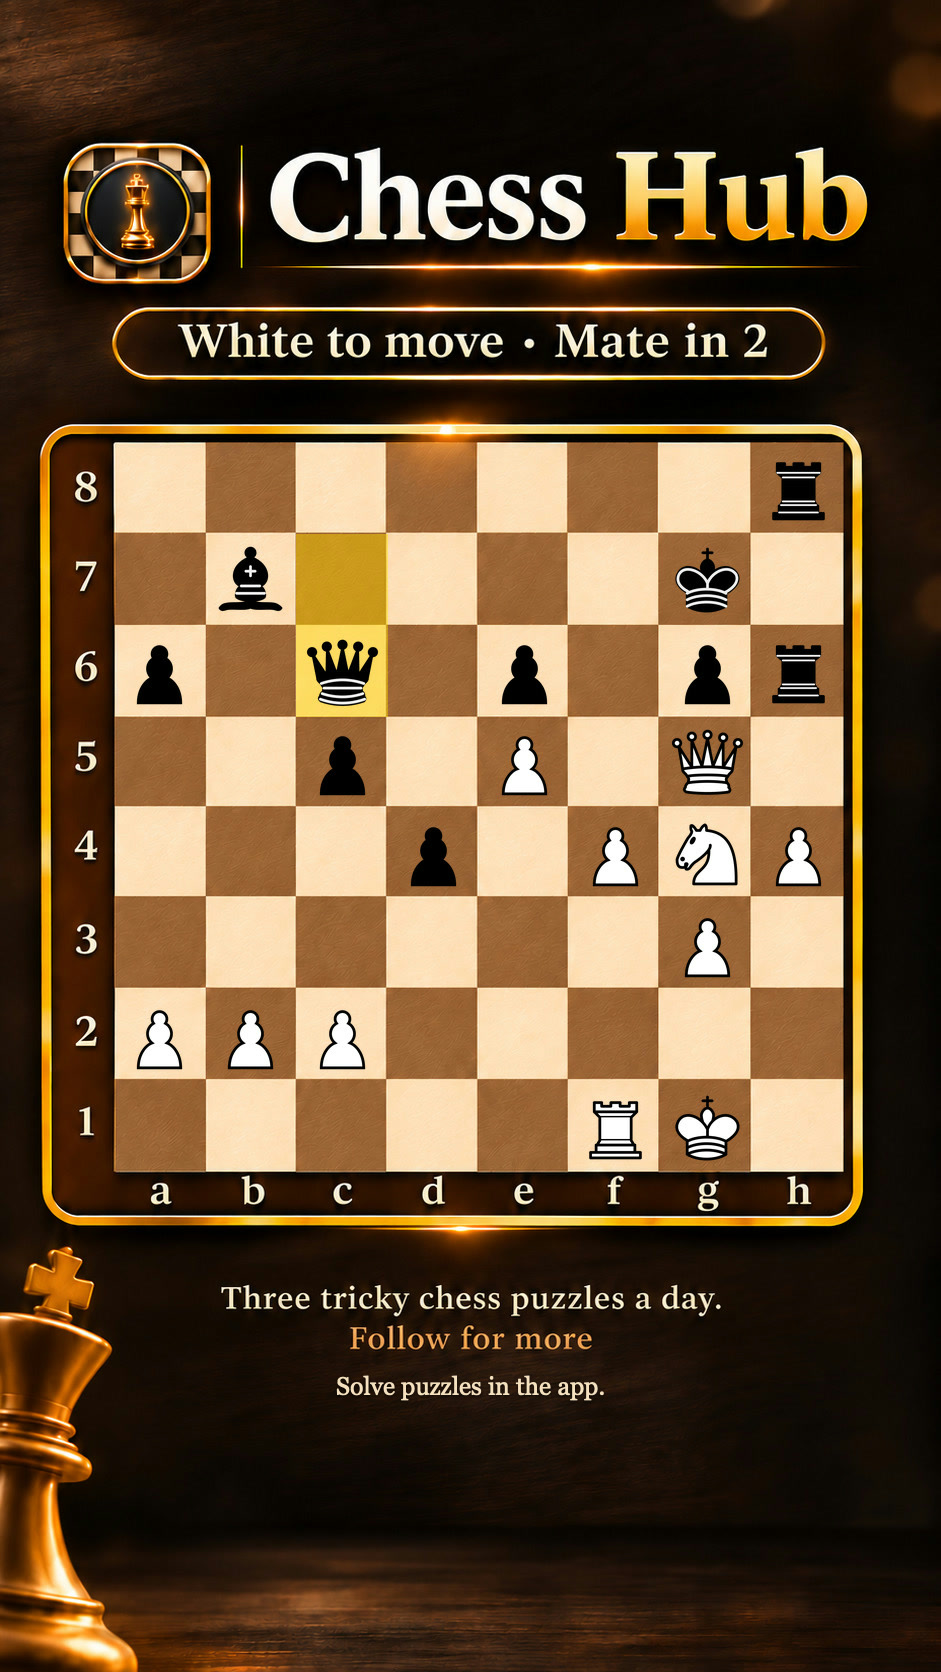 Chess Hub
White to move • Mate in 2
8
7
6
5
4
3
2
1
a b c d e f g h
Three tricky chess puzzles a day.
Follow for more
Solve puzzles in the app.